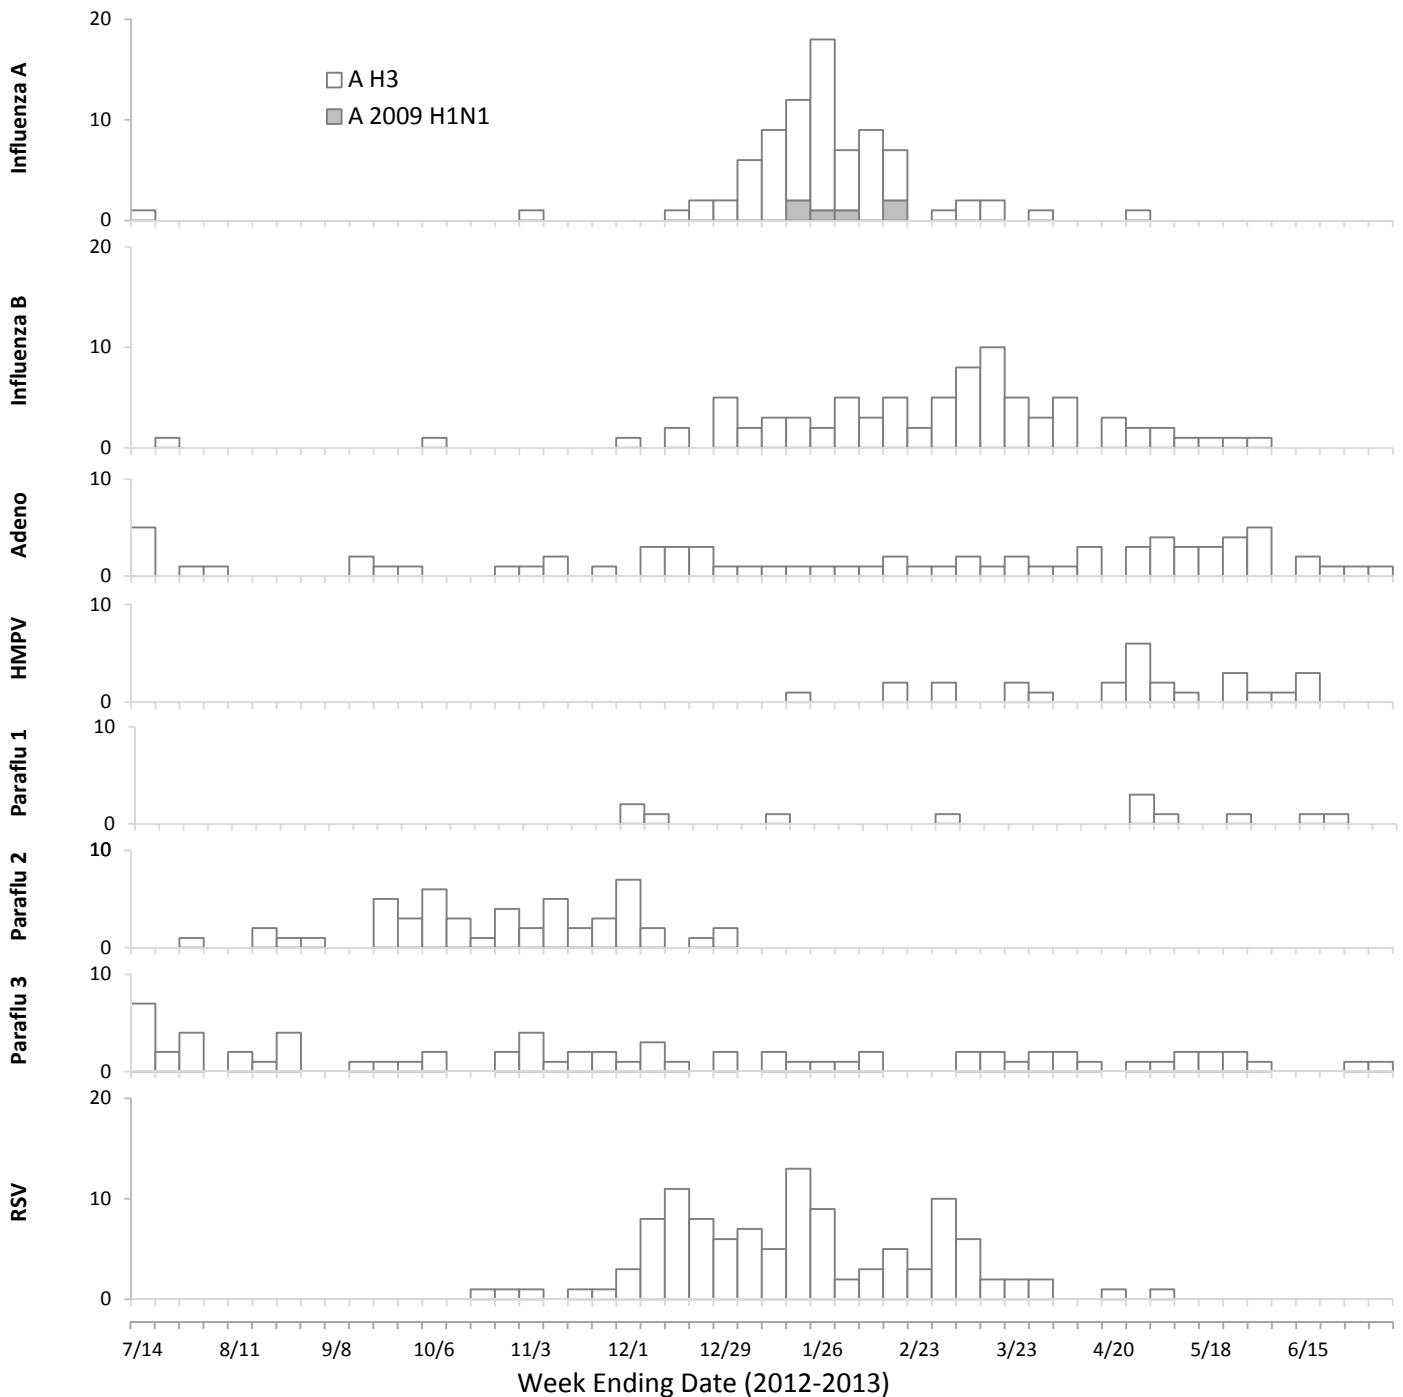 Influenza A
20
10
0
A H3
A 2009 H1N1
Influenza B
20
10
0
Adeno
10
0
HMPV
10
0
Paraflu 1
10
0
Paraflu 2
10
0
Paraflu 3
10
0
RSV
20
10
0
7/14 8/11 9/8 10/6 11/3 12/1 12/29 1/26 2/23 3/23 4/20 5/18 6/15
Week Ending Date (2012-2013)